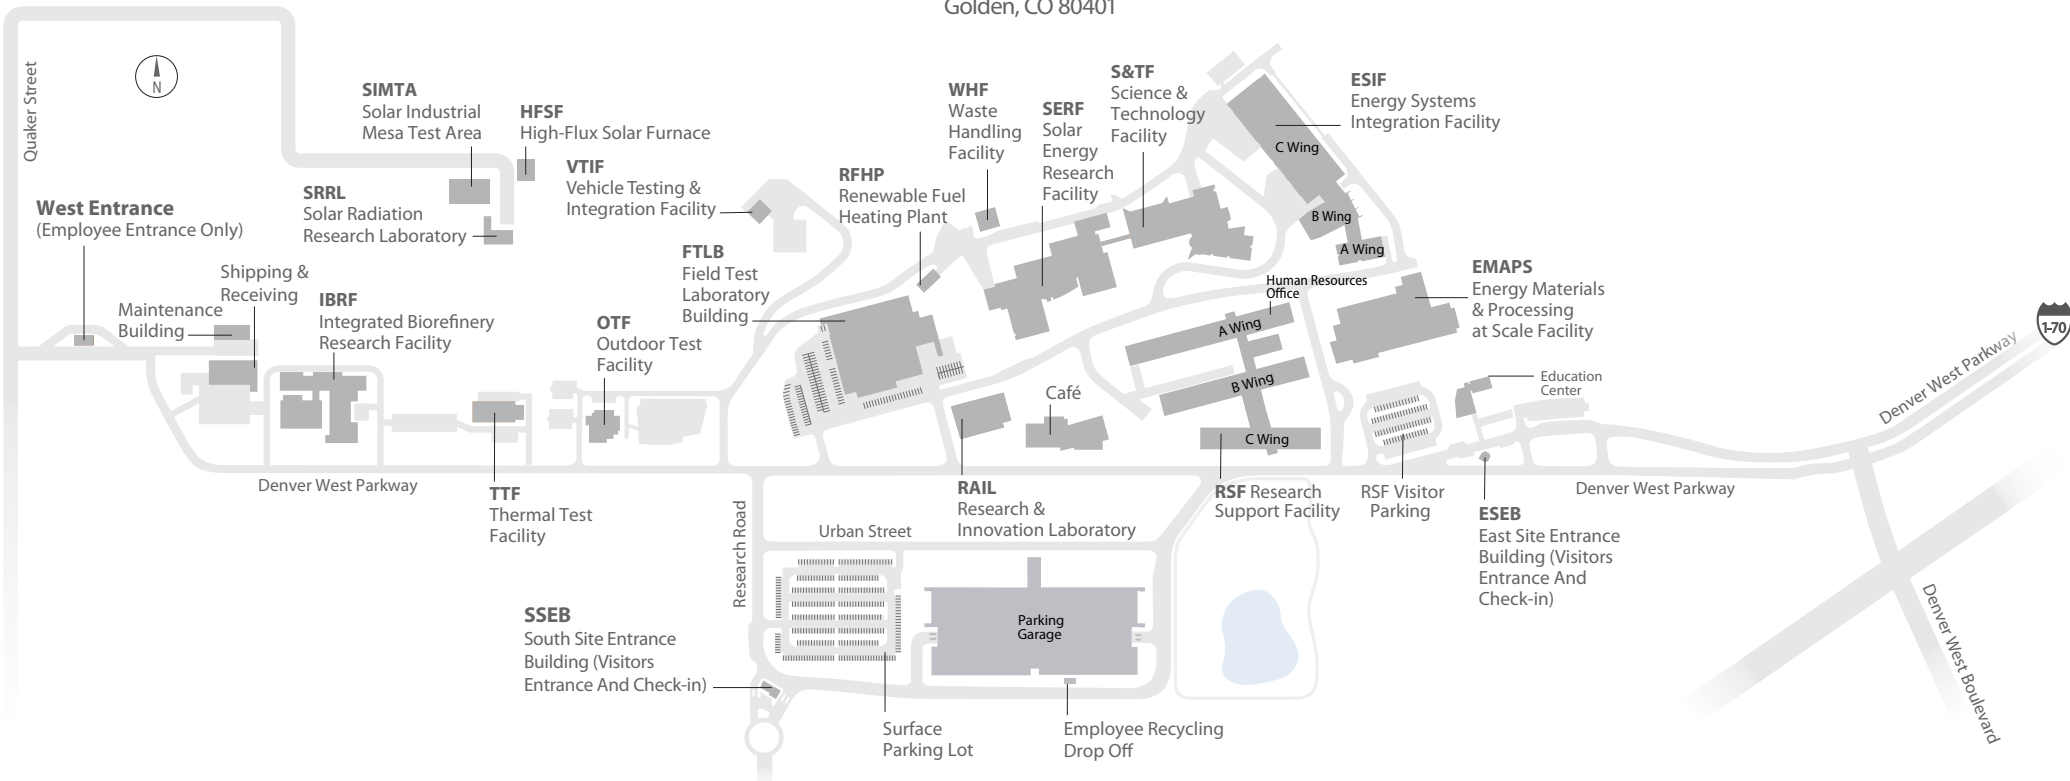 Golden, CO 80401
Quaker Street
N
SIMTA
Solar Industrial
Mesa Test Area
HFSF
High-Flux Solar Furnace
VTIF
Vehicle Testing &
Integration Facility
SRRL
Solar Radiation
Research Laboratory
West Entrance
(Employee Entrance Only)
Shipping &
Receiving
Maintenance
Building
IBRF
Integrated Biorefinery
Research Facility
OTF
Outdoor Test
Facility
FTLB
Field Test
Laboratory
Building
RFHP
Renewable Fuel
Heating Plant
WHF
Waste
Handling
Facility
SERF
Solar
Energy
Research
Facility
S&TF
Science &
Technology
Facility
ESIF
Energy Systems
Integration Facility
C Wing
B Wing
A Wing
EMAPS
Energy Materials
& Processing
at Scale Facility
Human Resources
Office
A Wing
B Wing
C Wing
Café
Education
Center
Denver West Parkway
1-70
Denver West Parkway
TTF
Thermal Test
Facility
RAIL
Research &
Innovation Laboratory
RSF Research
Support Facility
RSF Visitor
Parking
ESEB
East Site Entrance
Building (Visitors
Entrance And
Check-in)
Denver West Parkway
Research Road
Urban Street
Parking
Garage
SSEB
South Site Entrance
Building (Visitors
Entrance And Check-in)
Surface
Parking Lot
Employee Recycling
Drop Off
Denver West Boulevard